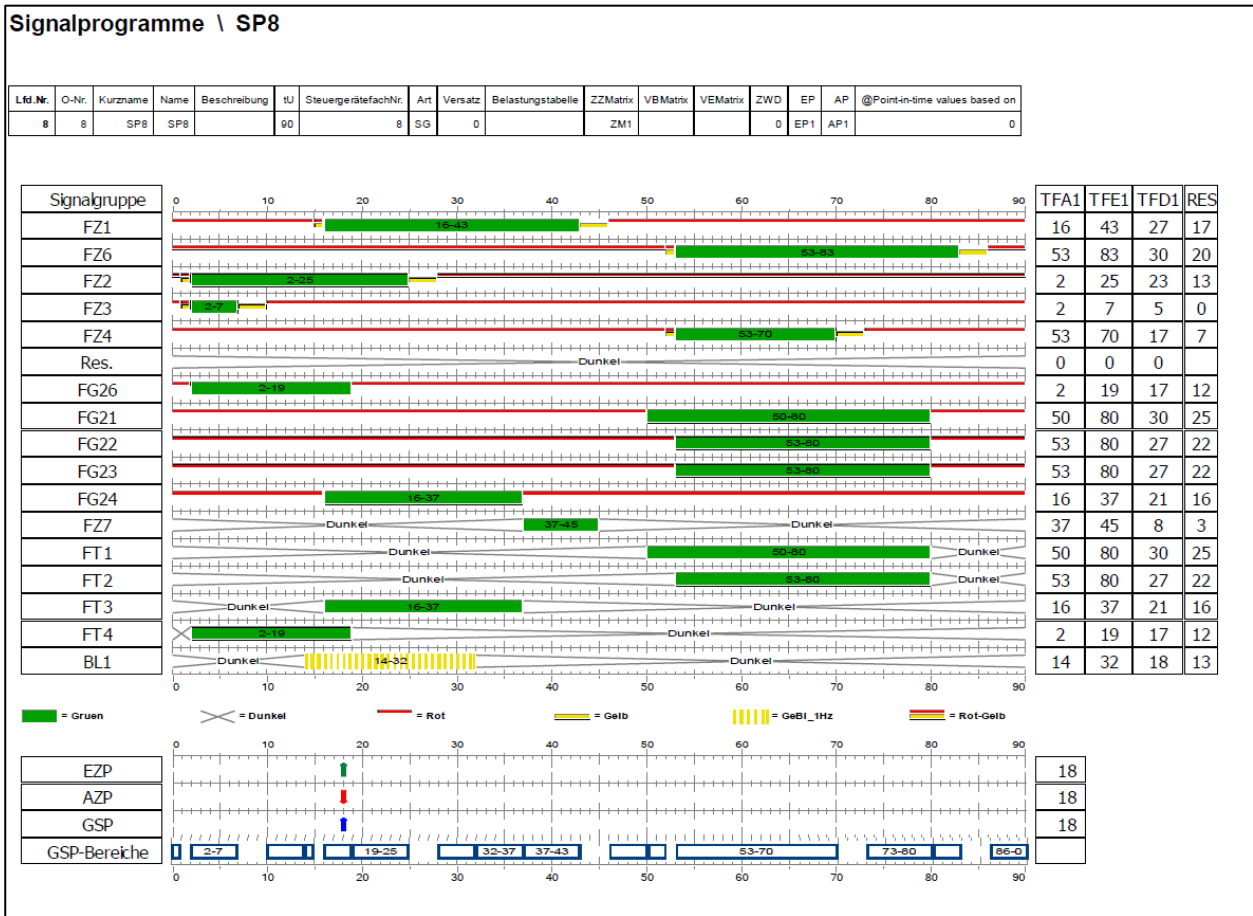 Signalprogramme \ SP8
Lfd.Nr. O-Nr. Kurzname Name Beschreibung tU SteuergerätefachNr. Art Versatz Belastungstabelle ZZMatrix VBMatrix VEMatrix ZWD EP AP @Point-in-time values based on
8 8 SP8 SP8 90 8 SG 0 ZM1 0 EP1 AP1 0
Signalgruppe 0 10 20 30 40 50 60 70 80 90 TFA1 TFE1 TFD1 RES
FZ1 16-43 16 43 27 17
FZ6 53-83 53 83 30 20
FZ2 2-25 2 25 23 13
FZ3 2-7 2 7 5 0
FZ4 53-70 53 70 17 7
Res. Dunkel 0 0 0
FG26 2-19 2 19 17 12
FG21 50-80 50 80 30 25
FG22 53-80 53 80 27 22
FG23 53-80 53 80 27 22
FG24 16-37 16 37 21 16
FZ7 Dunkel 37-45 Dunkel 37 45 8 3
FT1 Dunkel 50-80 Dunkel 50 80 30 25
FT2 Dunkel 53-80 Dunkel 53 80 27 22
FT3 Dunkel 16-37 Dunkel 16 37 21 16
FT4 2-19 Dunkel 2 19 17 12
BL1 Dunkel 14-32 Dunkel 14 32 18 13
0 10 20 30 40 50 60 70 80 90
= Gruen = Dunkel = Rot = Gelb = GeBl_1Hz = Rot-Gelb
0 10 20 30 40 50 60 70 80 90
EZP 18
AZP 18
GSP 18
GSP-Bereiche 2-7 19-25 32-37 37-43 53-70 73-80 86-0
0 10 20 30 40 50 60 70 80 90